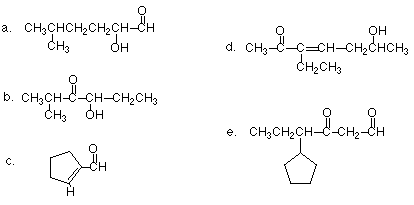 O
a. CH₃CHCH₂CH₂CH–CH
CH₃ OH
O
b. CH₃CH–C–CH–CH₂CH₃
CH₃ OH
O
c. CH
H
O OH
d. CH₃–C–C=CH–CH₂CHCH₃
CH₂CH₃
O O
e. CH₃CH₂CH–C–CH₂–CH